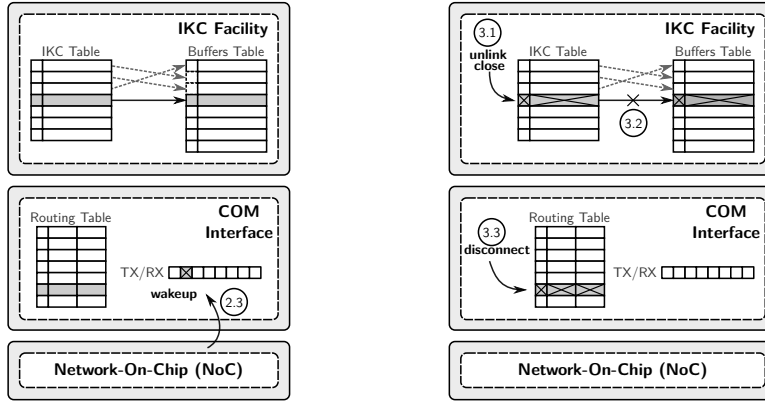 IKC Facility
IKC Table
Buffers Table
Routing Table
COM
Interface
TX/RX
wakeup
2.3
Network-On-Chip (NoC)
3.1
IKC Facility
unlink
close
IKC Table
Buffers Table
3.2
Routing Table
COM
Interface
3.3
disconnect
TX/RX
Network-On-Chip (NoC)